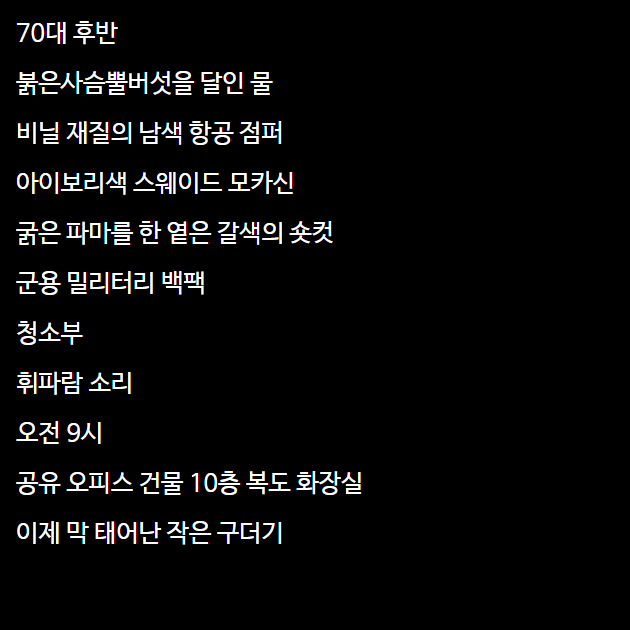 70대 후반
붉은사슴뿔버섯을 달인 물
비닐 재질의 남색 항공 점퍼
아이보리색 스웨이드 모카신
굵은 파마를 한 옅은 갈색의 숏컷
군용 밀리터리 백팩
청소부
휘파람 소리
오전 9시
공유 오피스 건물 10층 복도 화장실
이제 막 태어난 작은 구더기